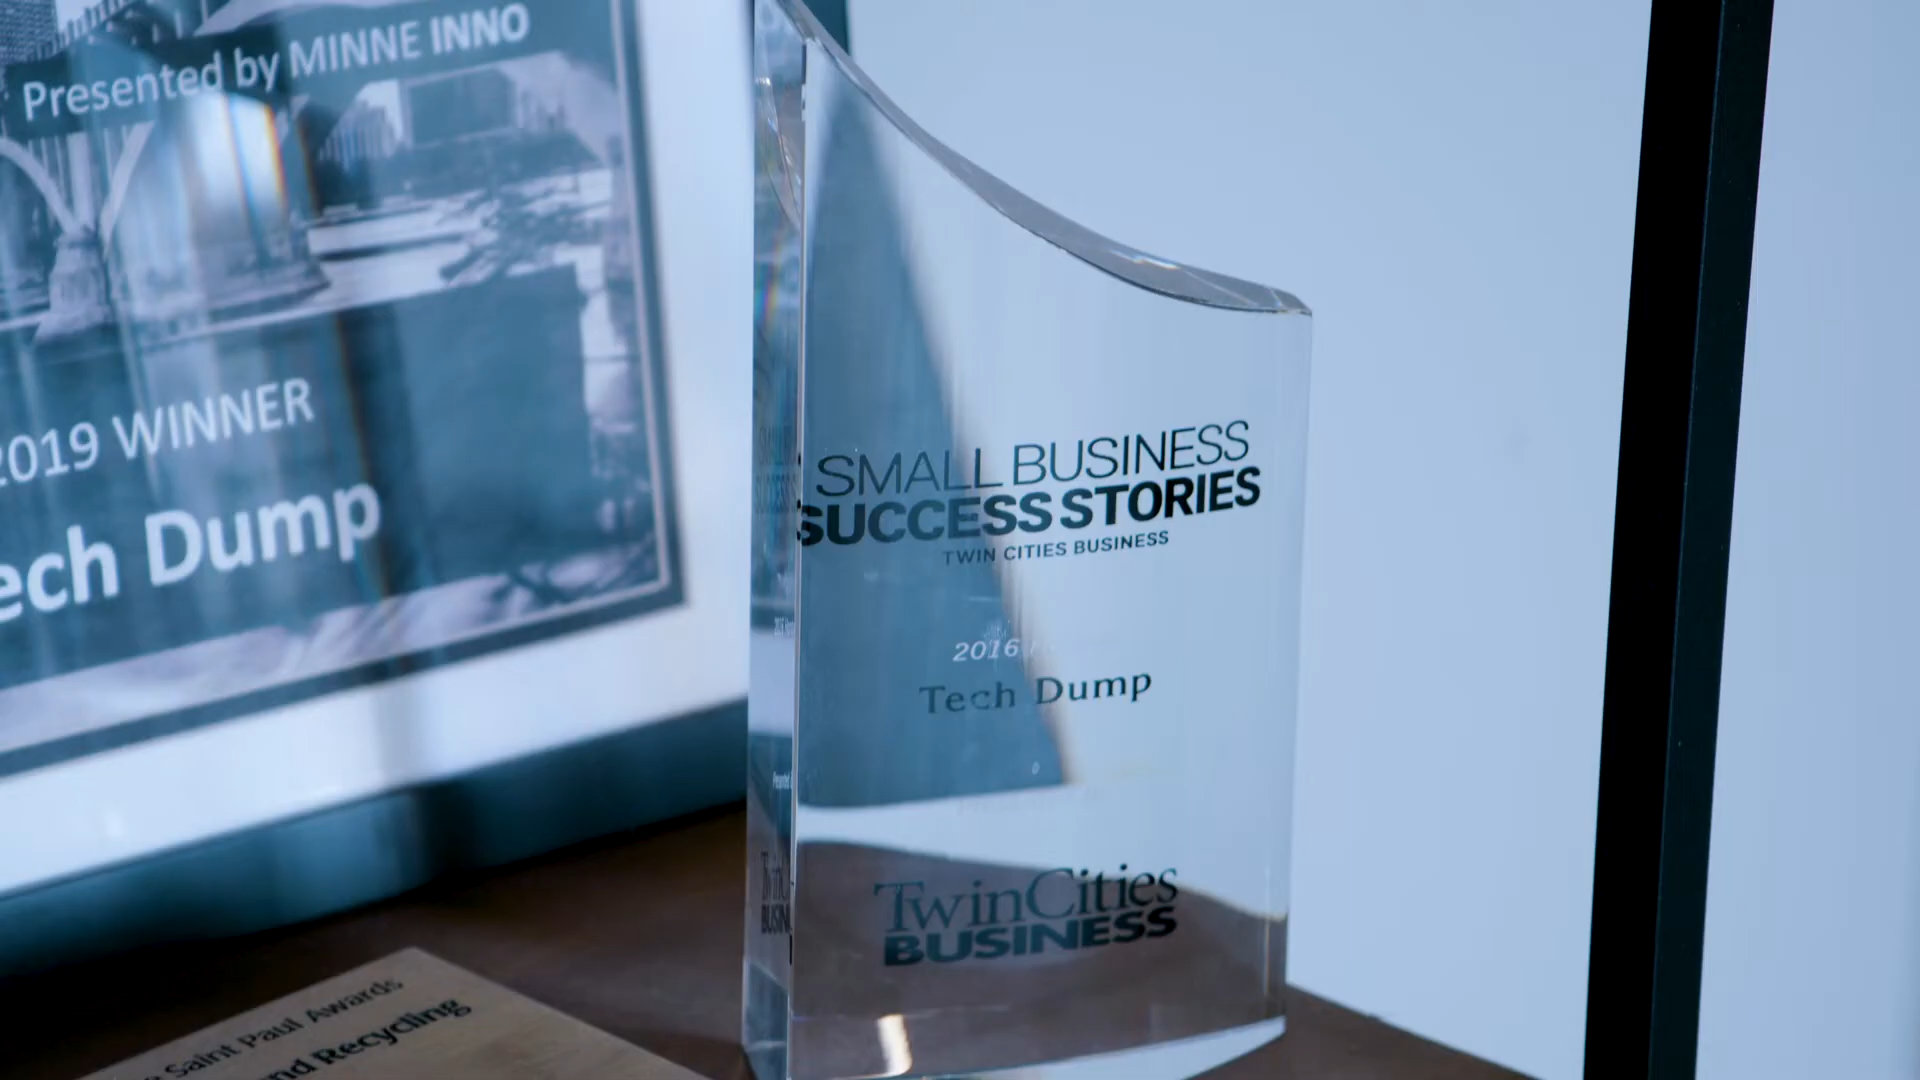 Presented by MINNE INNO
2019 WINNER
ech Dump
SMALL BUSINESS
SUCCESS STORIES
TWIN CITIES BUSINESS
2016
Tech Dump
TwinCities
BUSINESS
Saint Paul Awards
nd Recycling